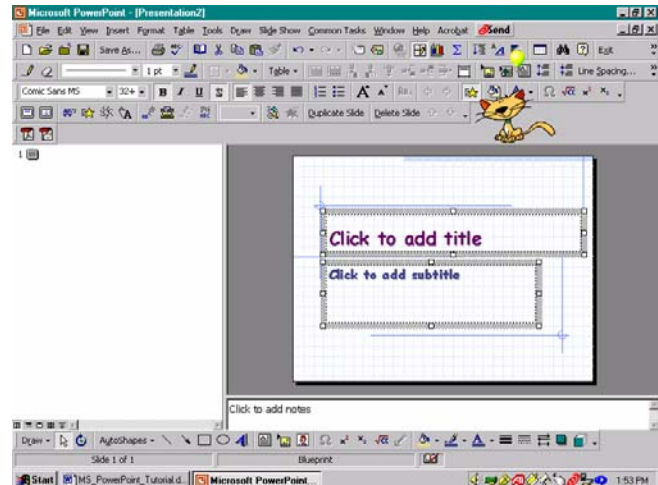 Microsoft PowerPoint - [Presentation2]
File Edit View Insert Format Table Tools Draw Slide Show Common Tasks Window Help Acrobat Send
Save As... Exit
1 pt Table Line Spacing...
Comic Sans MS 32+ B I U S
Duplicate Slide Delete Slide
1
Click to add title
Click to add subtitle
Click to add notes
Draw AutoShapes
Slide 1 of 1 Blueprint
Start MS_PowerPoint_Tutorial.d... Microsoft PowerPoint... 1:53 PM